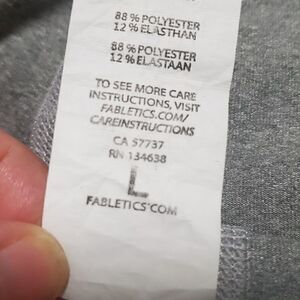 88 % POLYESTER
12 % ELASTHAN
88 % POLYESTER
12 % ELASTAAN
TO SEE MORE CARE
INSTRUCTIONS, VISIT
FABLETICS.COM/
CAREINSTRUCTIONS
CA 57737
RN 134638
L
FABLETICS.COM